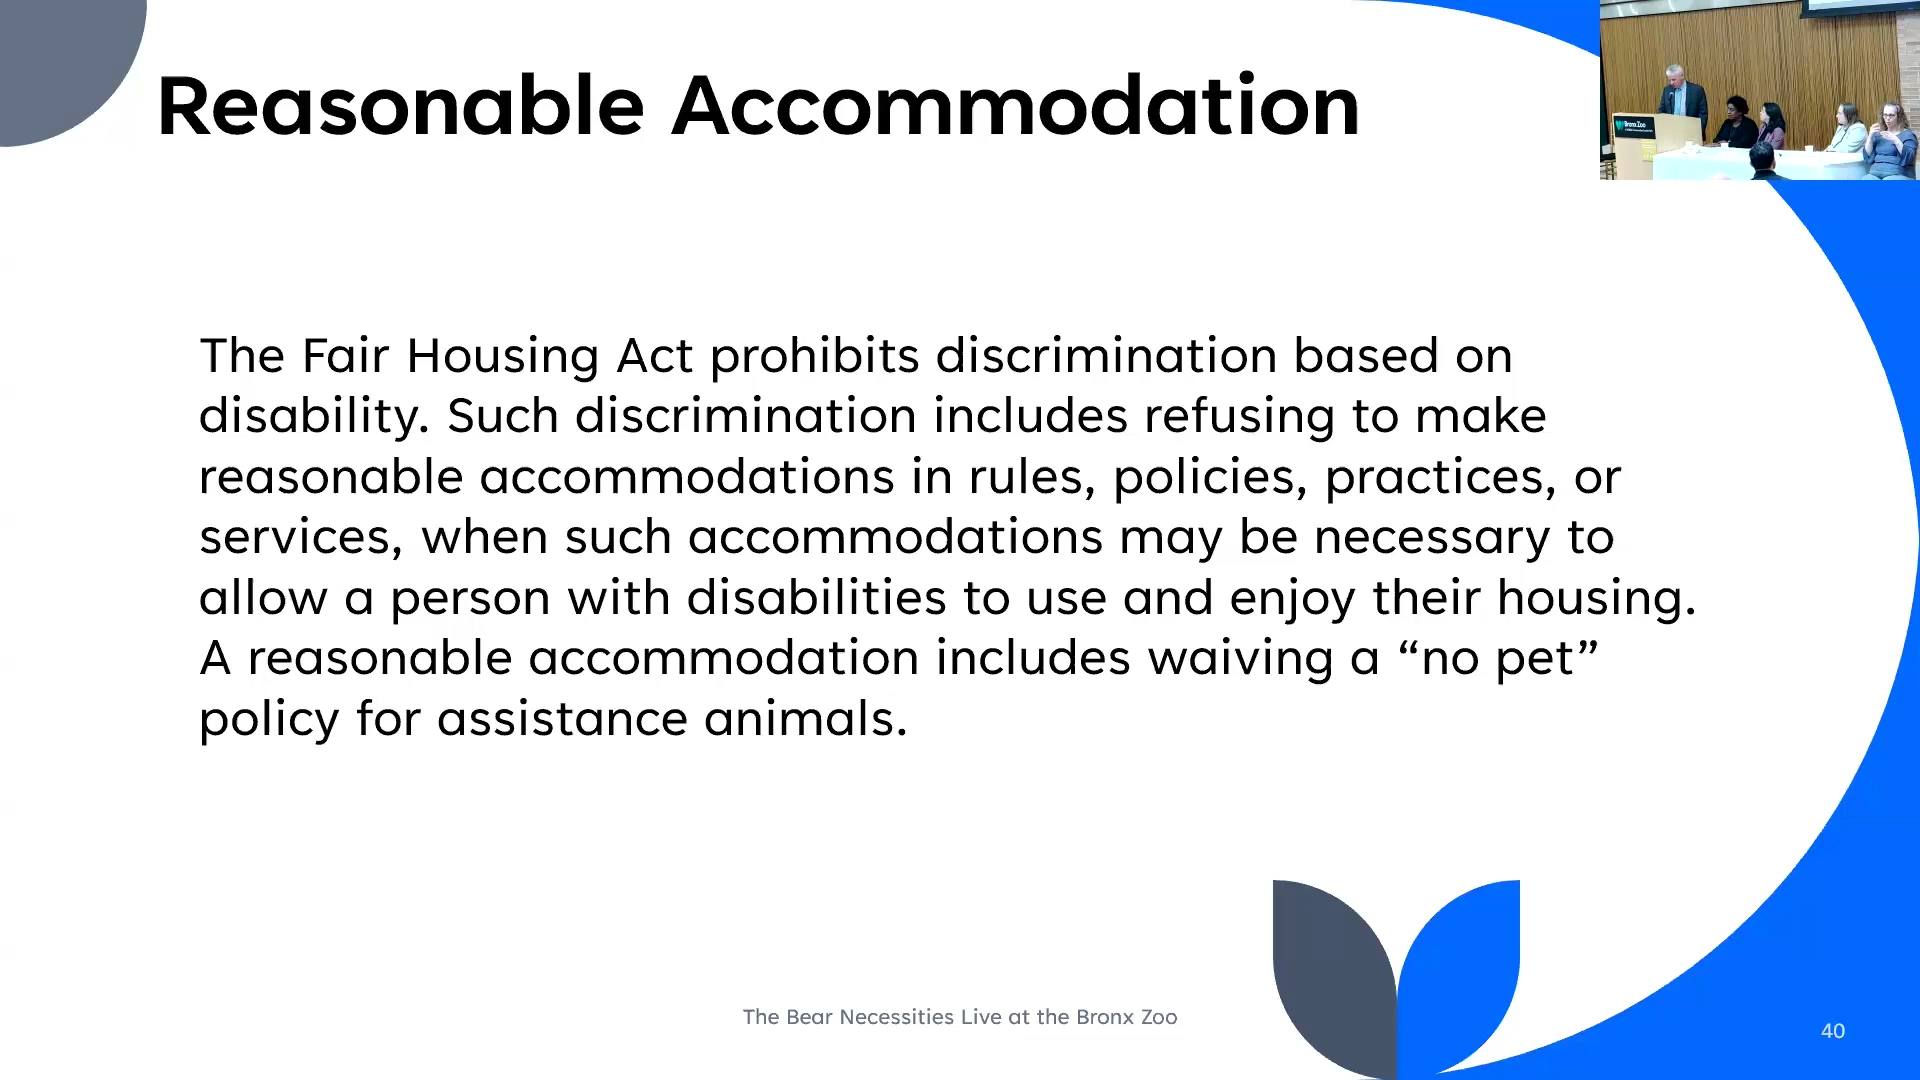 Reasonable Accommodation
Bronx Zoo
The Fair Housing Act prohibits discrimination based on
disability. Such discrimination includes refusing to make
reasonable accommodations in rules, policies, practices, or
services, when such accommodations may be necessary to
allow a person with disabilities to use and enjoy their housing.
A reasonable accommodation includes waiving a “no pet”
policy for assistance animals.
The Bear Necessities Live at the Bronx Zoo
40